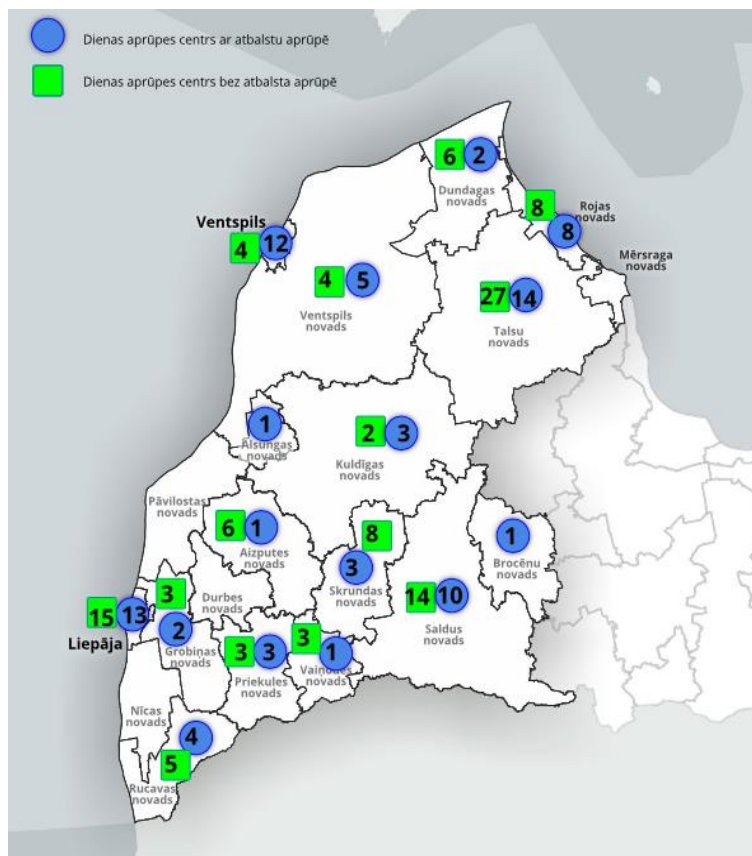 Dienas aprūpes centrs ar atbalstu aprūpē
Dienas aprūpes centrs bez atbalsta aprūpē
6 2
Dundagas
novads
8
Rojas
novads
8
Ventspils
4 12
Mērsraga
novads
4 5
Ventspils
novads
27 14
Talsu
novads
1
Alsungas
novads
2 3
Kuldīgas
novads
Pāvilostas
novads
6 1
Aizputes
novads
8
3
Skrundas
novads
1
Brocēnu
novads
3
Durbes
novads
14 10
Saldus
novads
15 13
Liepāja
2
Grobiņas
novads
3 3
Priekules
novads
3 1
Vaiņodes
novads
Nīcas
novads
4
5
Rucavas
novads